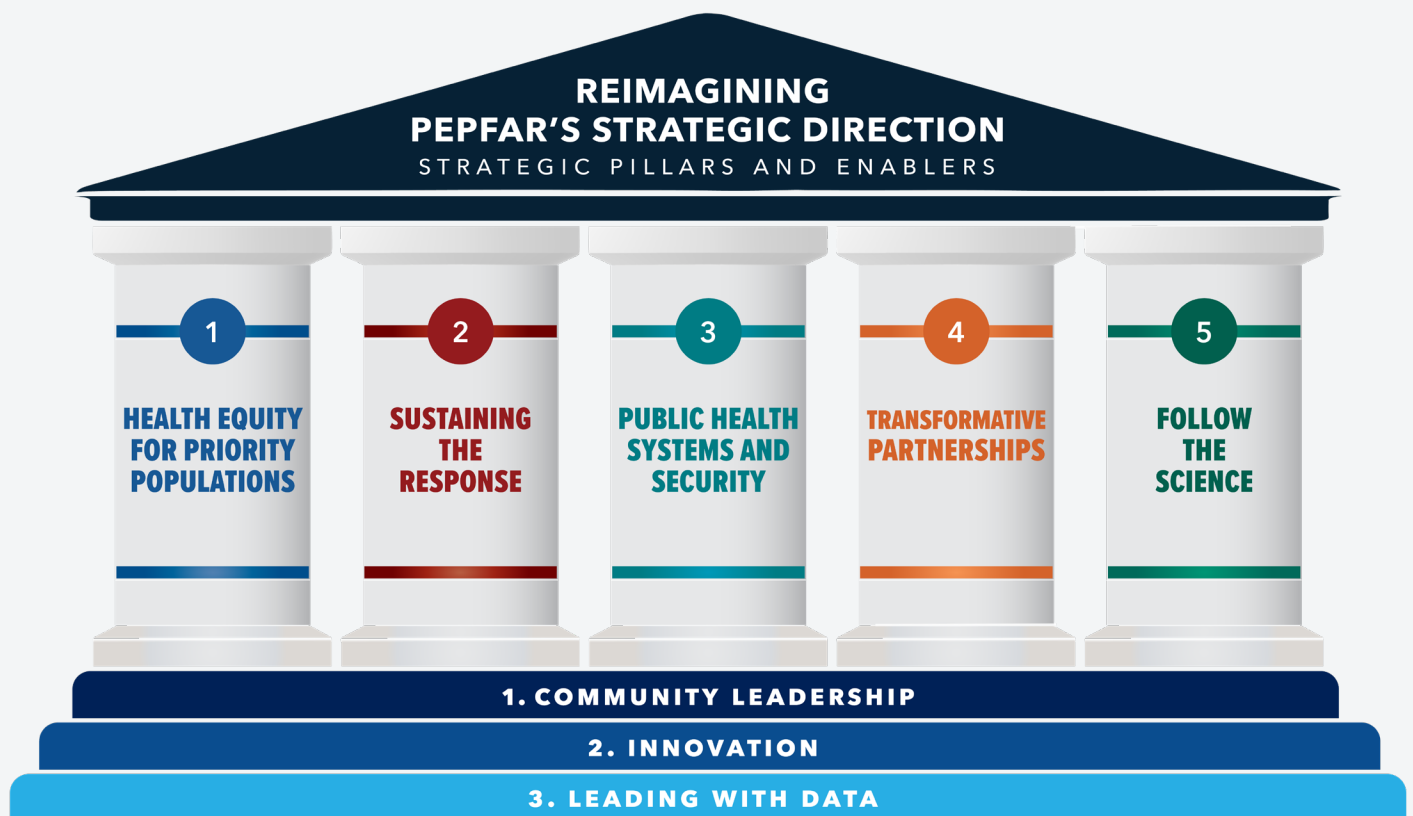 REIMAGINING
PEPFAR'S STRATEGIC DIRECTION
STRATEGIC PILLARS AND ENABLERS
1
HEALTH EQUITY
FOR PRIORITY
POPULATIONS
2
SUSTAINING
THE
RESPONSE
3
PUBLIC HEALTH
SYSTEMS AND
SECURITY
4
TRANSFORMATIVE
PARTNERSHIPS
5
FOLLOW
THE
SCIENCE
1. COMMUNITY LEADERSHIP
2. INNOVATION
3. LEADING WITH DATA